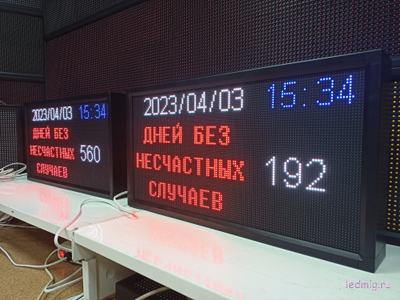 2023/04/03 15:34
ДНЕЙ БЕЗ
НЕСЧАСТНЫХ 560
СЛУЧАЕВ
2023/04/03 15:34
ДНЕЙ БЕЗ
НЕСЧАСТНЫХ 192
СЛУЧАЕВ
ledmig.ru